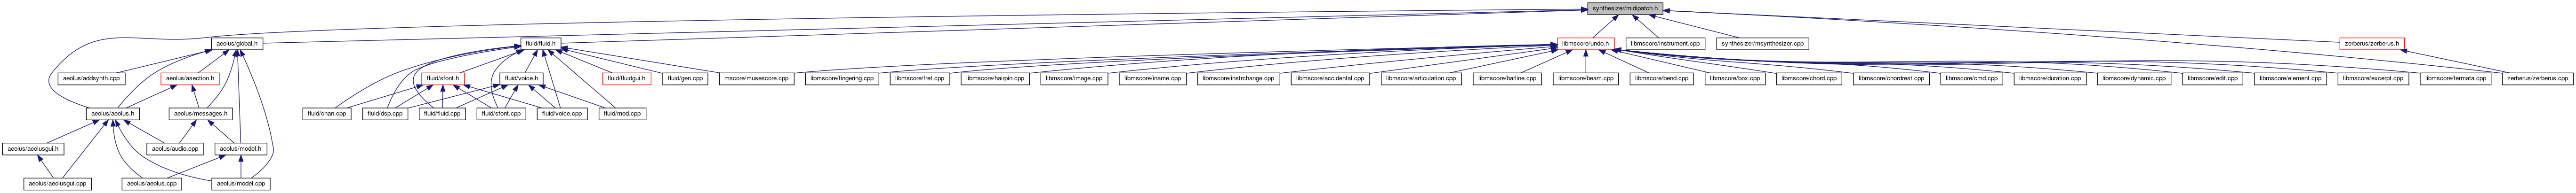 synthesizer/midipatch.h
aeolus/global.h
fluid/fluid.h
libmscore/undo.h
libmscore/instrument.cpp
synthesizer/msynthesizer.cpp
zerberus/zerberus.h
aeolus/addsynth.cpp
aeolus/asection.h
fluid/sfont.h
fluid/voice.h
fluid/fluidgui.h
fluid/gen.cpp
mscore/musescore.cpp
libmscore/fingering.cpp
libmscore/fret.cpp
libmscore/hairpin.cpp
libmscore/image.cpp
libmscore/iname.cpp
libmscore/instrchange.cpp
libmscore/accidental.cpp
libmscore/articulation.cpp
libmscore/barline.cpp
libmscore/beam.cpp
libmscore/bend.cpp
libmscore/box.cpp
libmscore/chord.cpp
libmscore/chordrest.cpp
libmscore/cmd.cpp
libmscore/duration.cpp
libmscore/dynamic.cpp
libmscore/edit.cpp
libmscore/element.cpp
libmscore/excerpt.cpp
libmscore/fermata.cpp
zerberus/zerberus.cpp
aeolus/aeolus.h
aeolus/messages.h
fluid/chan.cpp
fluid/dsp.cpp
fluid/fluid.cpp
fluid/sfont.cpp
fluid/voice.cpp
fluid/mod.cpp
aeolus/aeolusgui.h
aeolus/audio.cpp
aeolus/model.h
aeolus/aeolusgui.cpp
aeolus/aeolus.cpp
aeolus/model.cpp